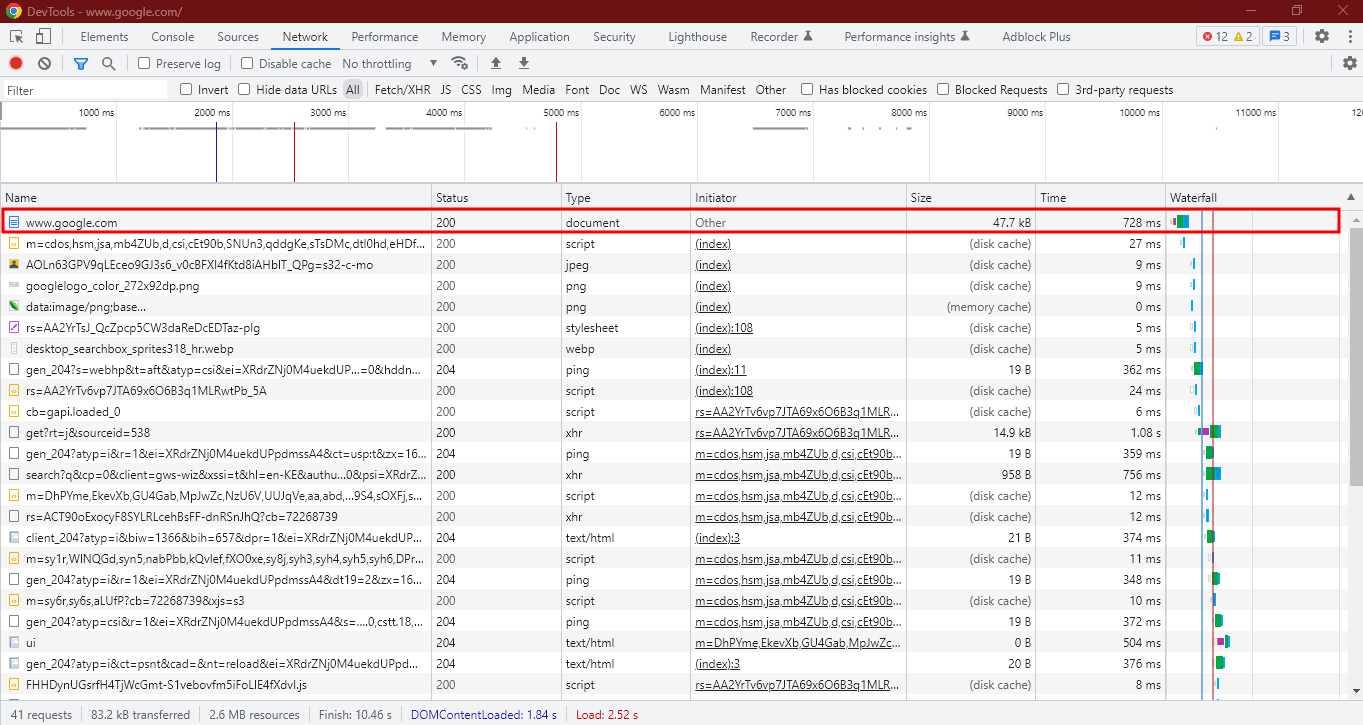 DevTools - www.google.com/
Elements Console Sources Network Performance Memory Application Security Lighthouse Recorder Performance insights Adblock Plus 12 2 3
Preserve log Disable cache No throttling
Filter Invert Hide data URLs All Fetch/XHR JS CSS Img Media Font Doc WS Wasm Manifest Other Has blocked cookies Blocked Requests 3rd-party requests
1000 ms 2000 ms 3000 ms 4000 ms 5000 ms 6000 ms 7000 ms 8000 ms 9000 ms 10000 ms 11000 ms 12
Name Status Type Initiator Size Time Waterfall
www.google.com 200 document Other 47.7 kB 728 ms
m=cdos,hsm,jsa,mb4ZUb,d,csi,cEt90b,SNUn3,qddgKe,sTsDMc,dtl0hd,eHDf... 200 script (index) (disk cache) 27 ms
AOLn63GPV9qLEceo9GJ3s6_v0cBFXI4fKtd8iAHbIT_QPg=s32-c-mo jpeg 200 (index) (disk cache) 9 ms
googlelogo_color_272x92dp.png 200 png (index) (disk cache) 9 ms
data:image/png;base... 200 png (index) (memory cache) 0 ms
rs=AA2YrTsJ_QcZpcp5CW3daReDcEDTaz-plg 200 stylesheet (index):108 (disk cache) 5 ms
desktop_searchbox_sprites318_hr.webp 200 webp (index) (disk cache) 5 ms
gen_204?s=webhp&t=aft&atyp=csi&ei=XRdrZNj0M4uekdUP...=0&hddn... 204 ping (index):11 19 B 362 ms
rs=AA2YrTv6vp7JTA69x6O6B3q1MLRwtPb_5A 200 script (index):108 (disk cache) 24 ms
cb=gapi.loaded_0 200 script rs=AA2YrTv6vp7JTA69x6O6B3q1MLR... (disk cache) 6 ms
get?rt=j&sourceid=538 200 xhr rs=AA2YrTv6vp7JTA69x6O6B3q1MLR... 14.9 kB 1.08 s
gen_204?atyp=i&r=1&ei=XRdrZNj0M4uekdUPpdmssA4&ct=usp:t&zx=16... 204 ping m=cdos,hsm,jsa,mb4ZUb,d,csi,cEt90b... 19 B 359 ms
search?q&cp=0&client=gws-wiz&xssi=t&hl=en-KE&authu...0&psi=XRdrZ... 200 xhr m=cdos,hsm,jsa,mb4ZUb,d,csi,cEt90b... 958 B 756 ms
m=DhPYme,EkevXb,GU4Gab,MpJwZc,NzU6V,UUJqVe,aa,abd,...9S4,sOXFj,s... 200 script m=cdos,hsm,jsa,mb4ZUb,d,csi,cEt90b... (disk cache) 12 ms
rs=ACT90oExocyF8SYLRLcehBsFF-dnRSnJhQ?cb=72268739 200 xhr m=cdos,hsm,jsa,mb4ZUb,d,csi,cEt90b... (disk cache) 12 ms
client_204?atyp=i&biw=1366&bih=657&dpr=1&ei=XRdrZNj0M4uekdUP... 204 text/html (index):3 21 B 374 ms
m=sy1r,WINQGd,syn5,nabPbb,kQvlef,fXO0xe,sy8j,syh3,syh4,syh5,syh6,DPr... 200 script m=cdos,hsm,jsa,mb4ZUb,d,csi,cEt90b... (disk cache) 11 ms
gen_204?atyp=i&r=1&ei=XRdrZNj0M4uekdUPpdmssA4&dt19=2&zx=16... 204 ping m=cdos,hsm,jsa,mb4ZUb,d,csi,cEt90b... 19 B 348 ms
m=sy6r,sy6s,aLUfP?cb=72268739&xjs=s3 200 script m=cdos,hsm,jsa,mb4ZUb,d,csi,cEt90b... (disk cache) 10 ms
gen_204?atyp=csi&r=1&ei=XRdrZNj0M4uekdUPpdmssA4&s=....0,cstt.18,... 204 ping m=cdos,hsm,jsa,mb4ZUb,d,csi,cEt90b... 19 B 372 ms
ui 204 text/html m=DhPYme,EkevXb,GU4Gab,MpJwZc... 0 B 504 ms
gen_204?atyp=i&ct=psnt&cad=&nt=reload&ei=XRdrZNj0M4uekdUPpd... 204 text/html (index):3 20 B 376 ms
FHHDynUGsrfH4TjWcGmt-S1vebovfm5iFoLlE4fXdvI.js 200 script rs=AA2YrTv6vp7JTA69x6O6B3q1MLR... (disk cache) 8 ms
41 requests 83.2 kB transferred 2.6 MB resources Finish: 10.46 s DOMContentLoaded: 1.84 s Load: 2.52 s